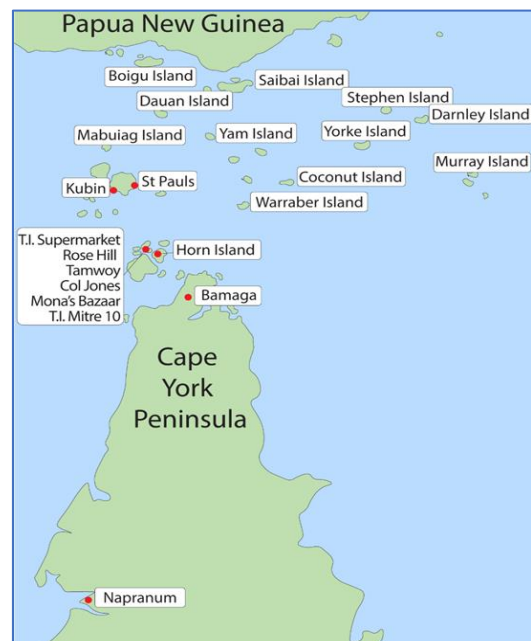 Papua New Guinea
Boigu Island
Saibai Island
Dauan Island
Stephen Island
Darnley Island
Mabuiag Island
Yam Island
Yorke Island
Murray Island
Kubin
St Pauls
Coconut Island
Warraber Island
T.I. Supermarket
Rose Hill
Tamwoy
Col Jones
Mona's Bazaar
T.I. Mitre 10
Horn Island
Bamaga
Cape
York
Peninsula
Napranum